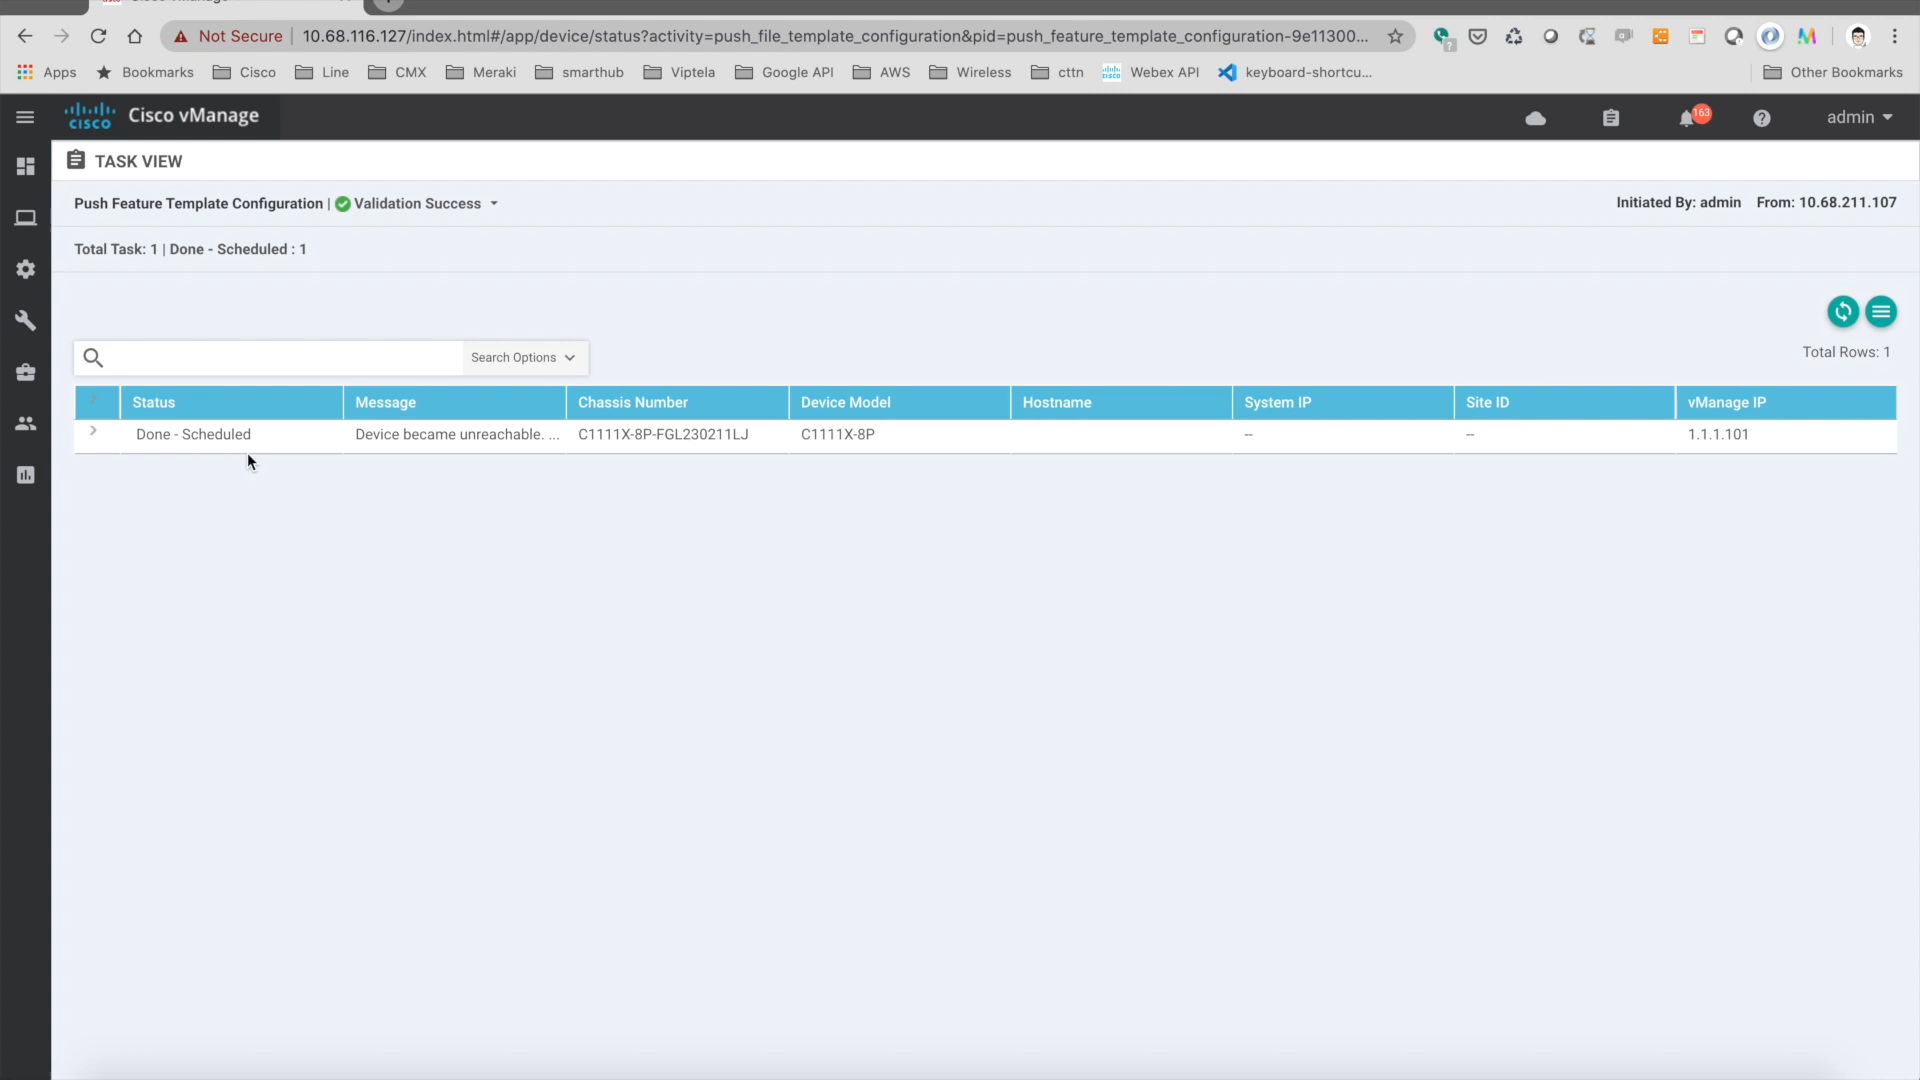 Not Secure 10.68.116.127/index.html#/app/device/status?activity=push_file_template_configuration&pid=push_feature_template_configuration-9e11300...
Apps Bookmarks Cisco Line CMX Meraki smarthub Viptela Google API AWS Wireless cttn Webex API keyboard-shortcu... Other Bookmarks
cisco Cisco vManage 163 admin
TASK VIEW
Push Feature Template Configuration | Validation Success Initiated By: admin From: 10.68.211.107
Total Task: 1 | Done - Scheduled : 1
Search Options Total Rows: 1
Status Message Chassis Number Device Model Hostname System IP Site ID vManage IP
Done - Scheduled Device became unreachable. ... C1111X-8P-FGL230211LJ C1111X-8P -- -- 1.1.1.101